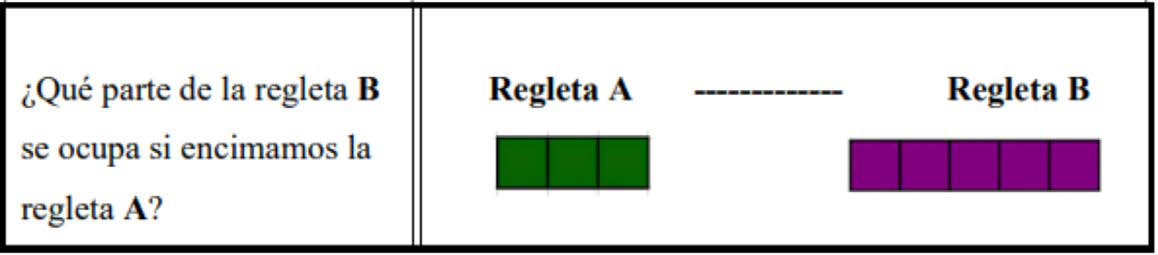 ¿Qué parte de la regleta B
se ocupa si encimamos la
regleta A?
Regleta A ------------- Regleta B